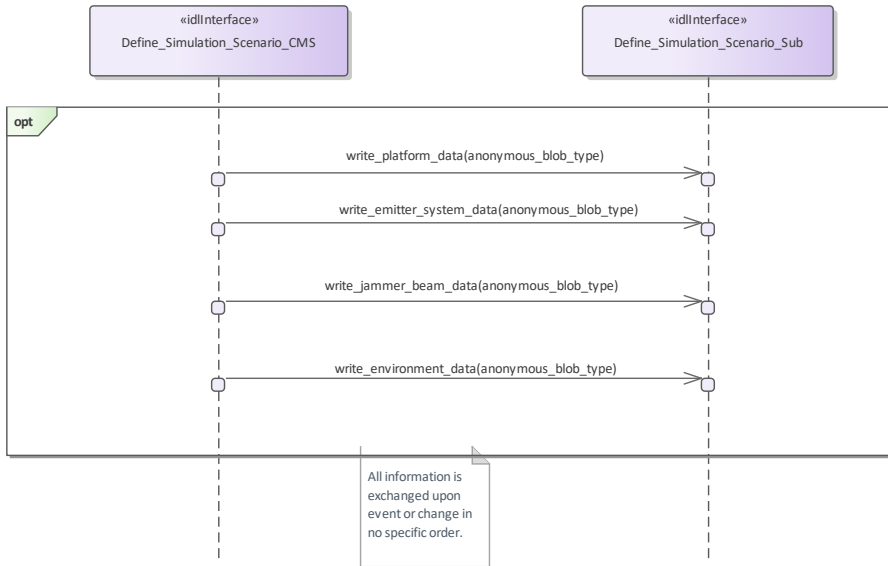 «idlInterface»
Define_Simulation_Scenario_CMS
«idlInterface»
Define_Simulation_Scenario_Sub
opt
write_platform_data(anonymous_blob_type)
write_emitter_system_data(anonymous_blob_type)
write_jammer_beam_data(anonymous_blob_type)
write_environment_data(anonymous_blob_type)
All information is
exchanged upon
event or change in
no specific order.